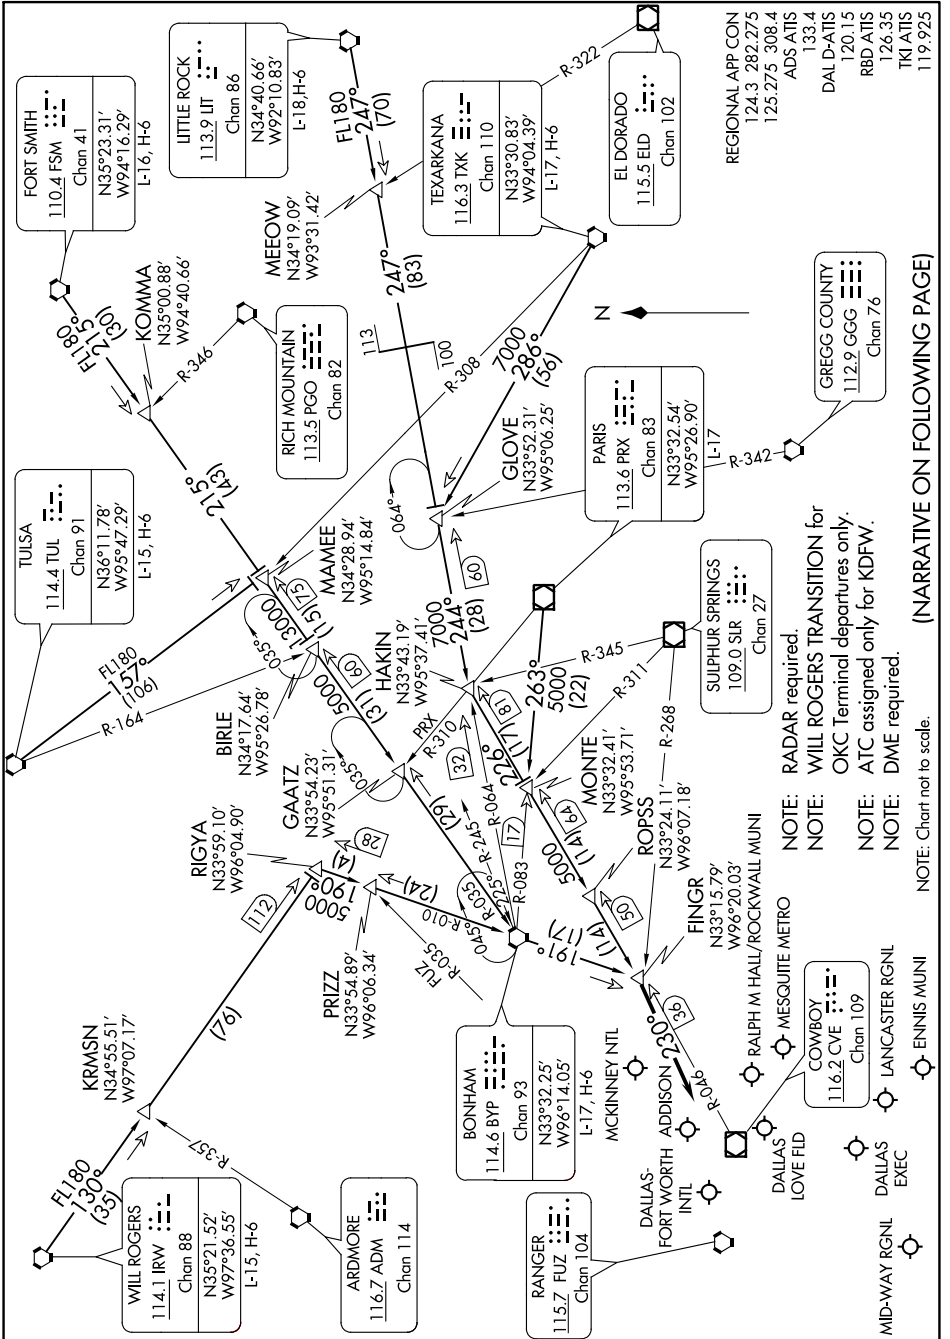 REGIONAL APP CON
124.3 282.275
125.275 308.4
ADS ATIS
133.4
DAL D-ATIS
120.15
RBD ATIS
126.35
TKI ATIS
119.925
FORT SMITH
110.4 FSM
Chan 41
N35°23.31'
W94°16.29'
L-16, H-6
LITTLE ROCK
113.9 LIT
Chan 86
N34°40.66'
W92°10.83'
L-18,H-6
FL180
247°
(70)
R-322
EL DORADO
115.5 ELD
Chan 102
TEXARKANA
116.3 TXK
Chan 110
N33°30.83'
W94°04.39'
L-17, H-6
MEEOW
N34°19.09'
W93°31.42'
247°
(83)
113
100
FL180
215°
(30)
KOMMA
N35°00.88'
W94°40.66'
R-346
RICH MOUNTAIN
113.5 PGO
Chan 82
R-308
7000
286°
(56)
N
GREGG COUNTY
112.9 GGG
Chan 76
R-342
TULSA
114.4 TUL
Chan 91
N36°11.78'
W95°47.29'
L-15, H-6
215°
(43)
MAMEE
N34°28.94'
W95°14.84'
064°
GLOVE
N33°52.31'
W95°06.25'
PARIS
113.6 PRX
Chan 83
N33°32.54'
W95°26.90'
L-17
FL180
157°
(106)
R-164
13000
(15)
75
035°
BIRLE
N34°17.64'
W95°26.78'
5000
(31)
60
7000
244°
(28)
60
HAKIN
N33°43.19'
W95°37.41'
263°
5000
(22)
R-345
R-311
SULPHUR SPRINGS
109.0 SLR
Chan 27
R-268
GAATZ
N33°54.23'
W95°51.31'
035°
PRX
R-310
(29)
32
R-064
R-245
225°
R-083
17
81
226°
(17)
MONTE
N33°32.41'
W95°53.71'
64
5000
(14)
ROPSS
N33°24.11'
W96°07.18'
50
(14)
FINGR
N33°15.79'
W96°20.03'
RIGYA
N33°59.10'
W96°04.90'
112
5000
190°
(4)
28
PRIZZ
N33°54.89'
W96°06.34'
(24)
R-010
FUZ
R-035
045°
R-035
191°
(17)
KRMSN
N34°55.51'
W97°07.17'
(76)
FL180
130°
(35)
WILL ROGERS
114.1 IRW
Chan 88
N35°21.52'
W97°36.55'
L-15, H-6
R-357
ARDMORE
116.7 ADM
Chan 114
BONHAM
114.6 BYP
Chan 93
N33°32.25'
W96°14.05'
L-17, H-6
RANGER
115.7 FUZ
Chan 104
MCKINNEY NTL
ADDISON
230°
36
R-046
RALPH M HALL/ROCKWALL MUNI
MESQUITE METRO
DALLAS-
FORT WORTH
INTL
DALLAS
LOVE FLD
COWBOY
116.2 CVE
Chan 109
LANCASTER RGNL
DALLAS
EXEC
ENNIS MUNI
MID-WAY RGNL
NOTE: RADAR required.
NOTE: WILL ROGERS TRANSITION for
OKC Terminal departures only.
NOTE: ATC assigned only for KDFW.
NOTE: DME required.
NOTE: Chart not to scale.
(NARRATIVE ON FOLLOWING PAGE)